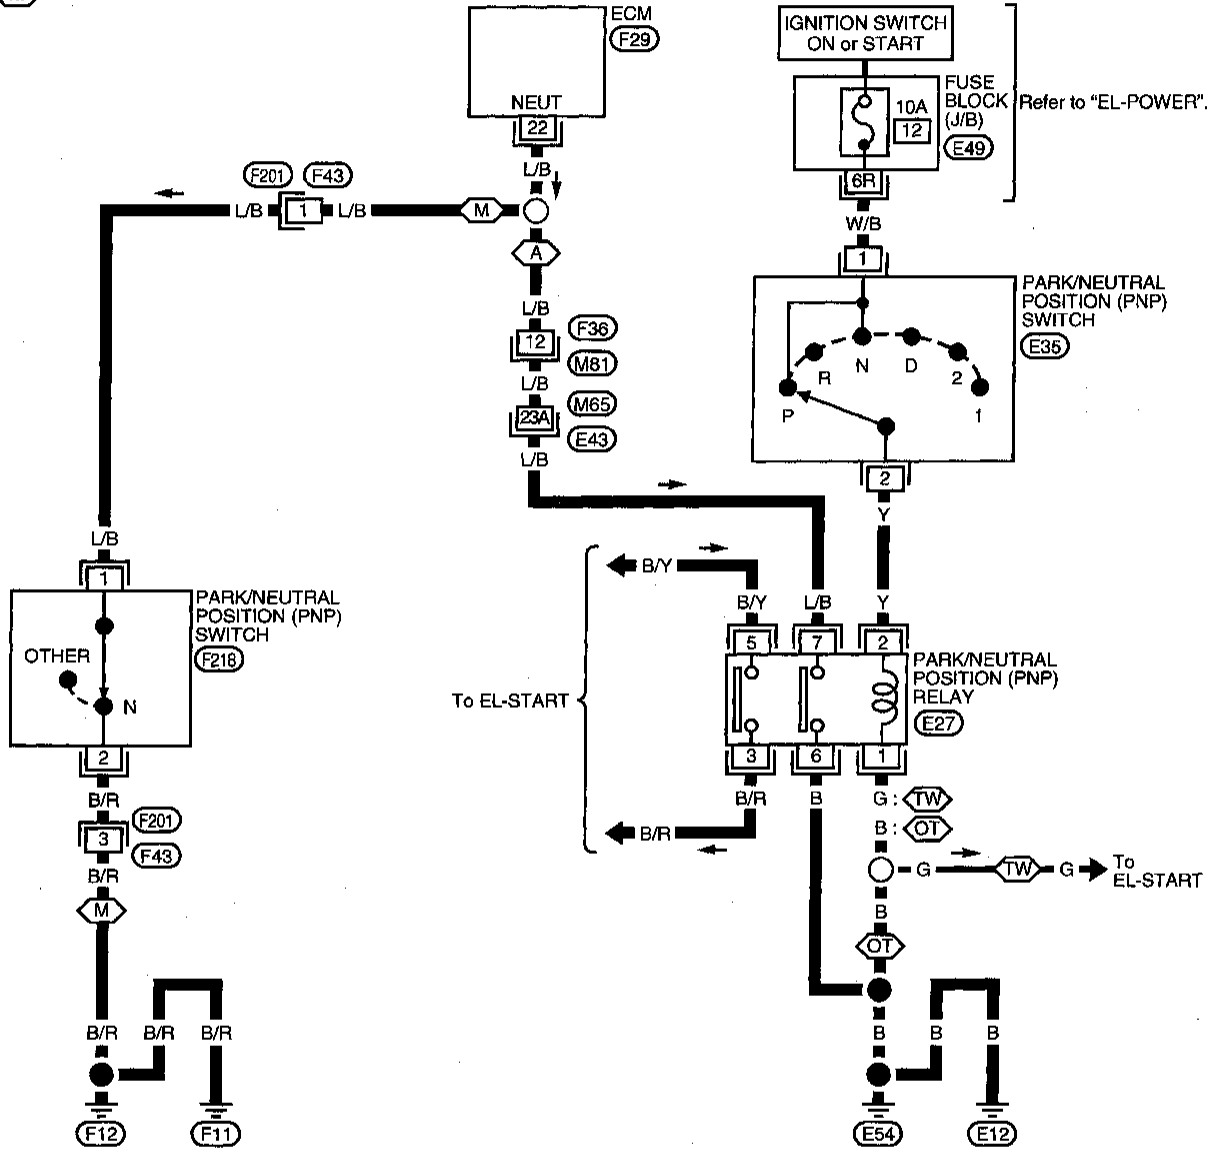 ECM
F29
NEUT
22
L/B
IGNITION SWITCH
ON or START
FUSE
BLOCK
(J/B)
E49
10A
12
6R
Refer to "EL-POWER".
W/B
1
PARK/NEUTRAL
POSITION (PNP)
SWITCH
E35
P
R
N
D
2
1
2
Y
F201
F43
L/B
1
L/B
M
A
L/B
12
F36
M81
L/B
23A
M65
E43
L/B
L/B
1
PARK/NEUTRAL
POSITION (PNP)
SWITCH
F218
OTHER
N
2
B/R
3
F201
F43
B/R
M
B/R
B/R
B/R
F12
F11
To EL-START
B/Y
B/Y
L/B
Y
5
7
2
PARK/NEUTRAL
POSITION (PNP)
RELAY
E27
3
6
1
B/R
B
G : TW
B : OT
B/R
G
TW
G
To
EL-START
B
OT
B
B
B
E54
E12